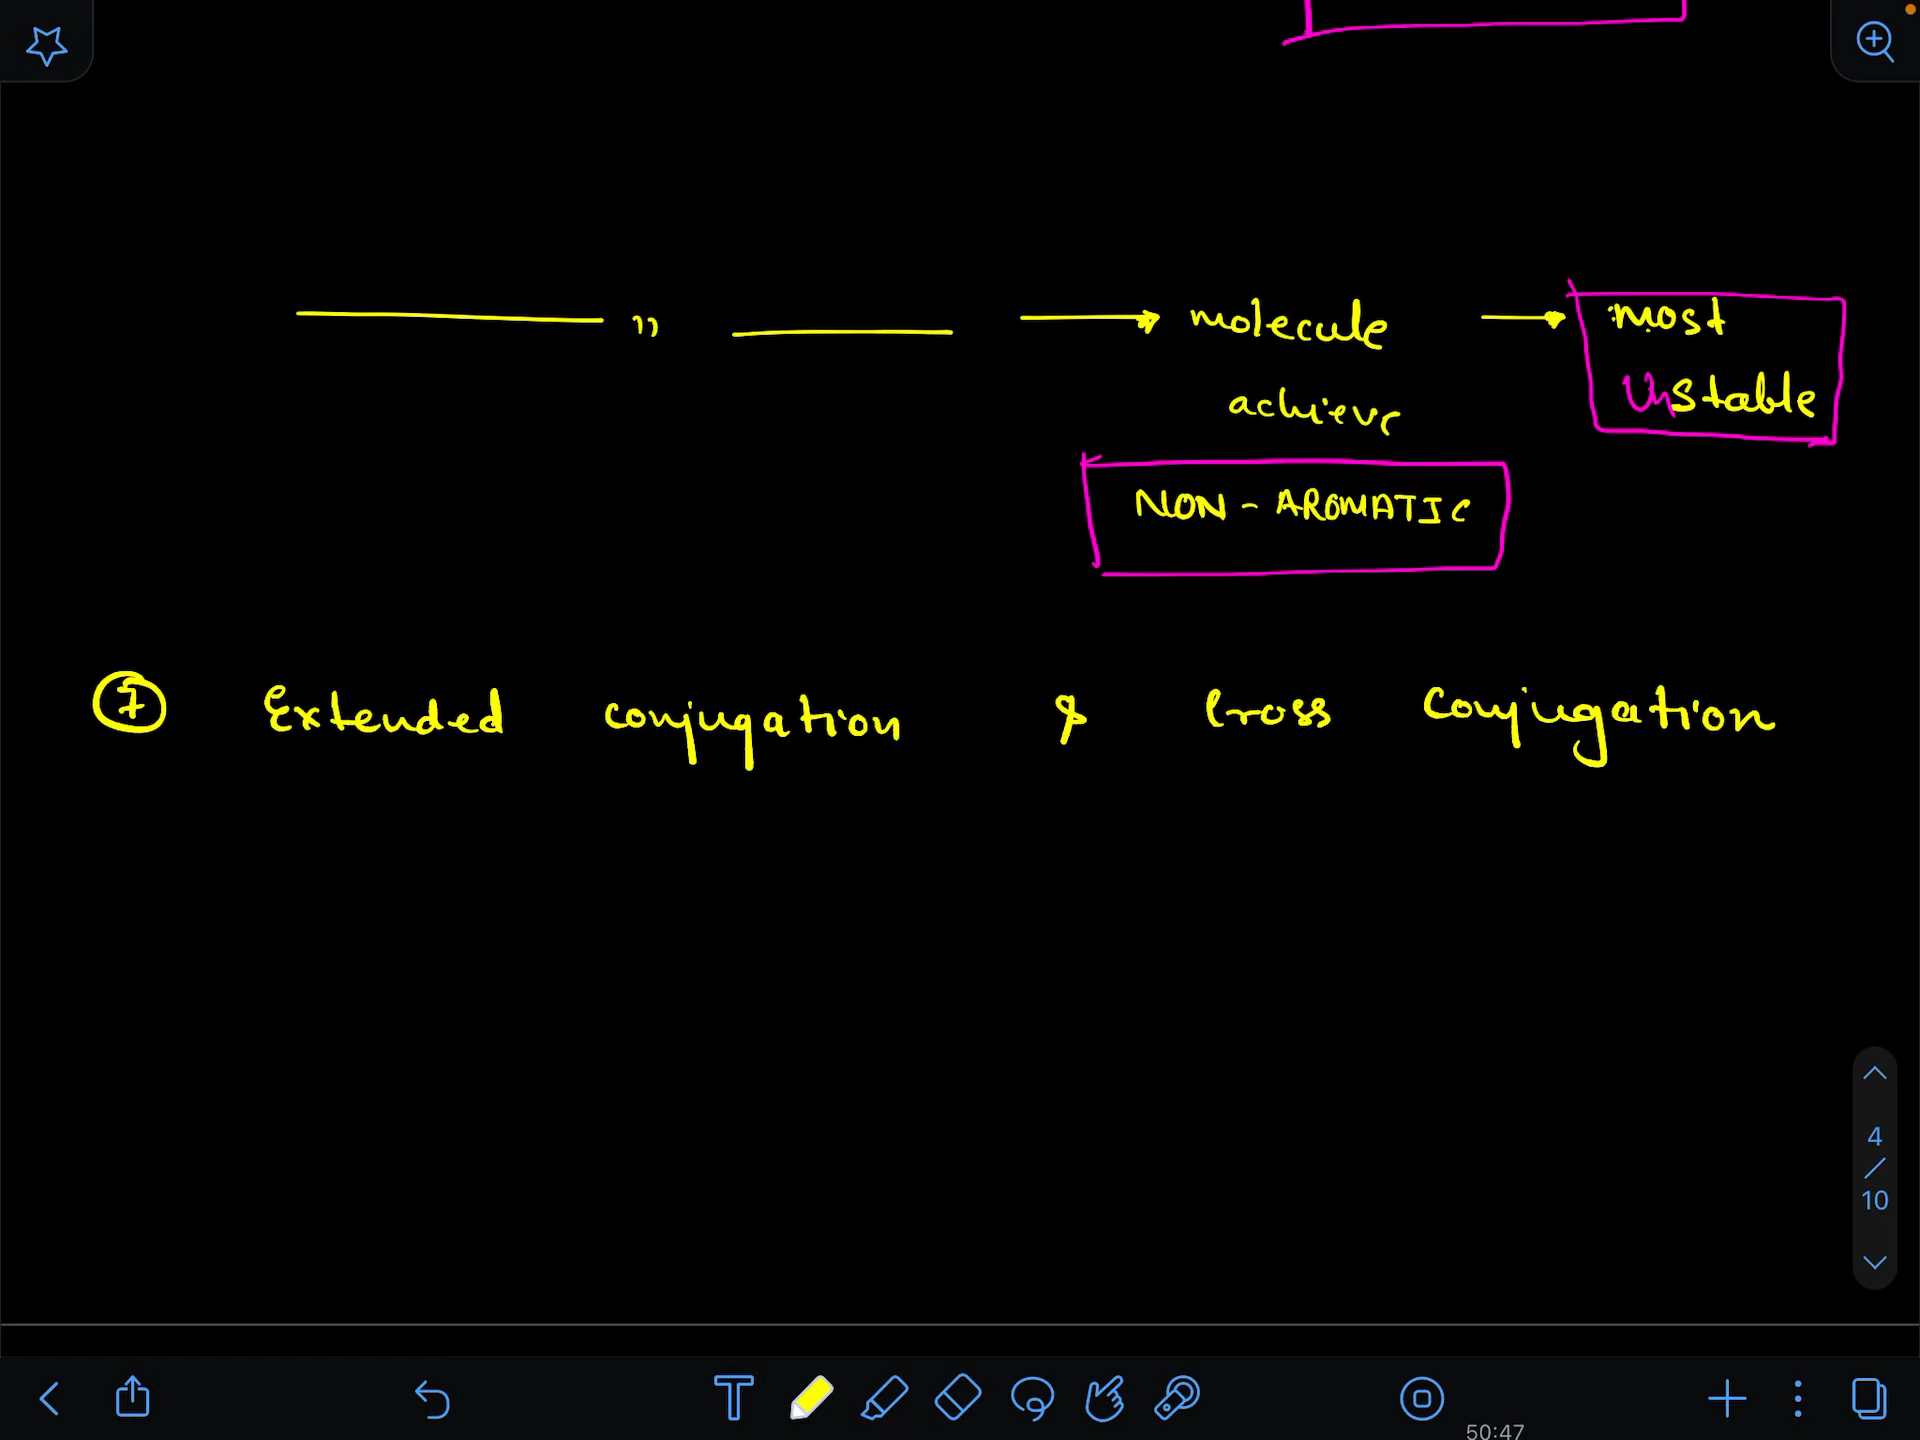 —————— " ————— → molecule → most
achieve unstable
NON - AROMATIC
7 Extended conjugation & Cross Conjugation
4
/
10
T
50:47